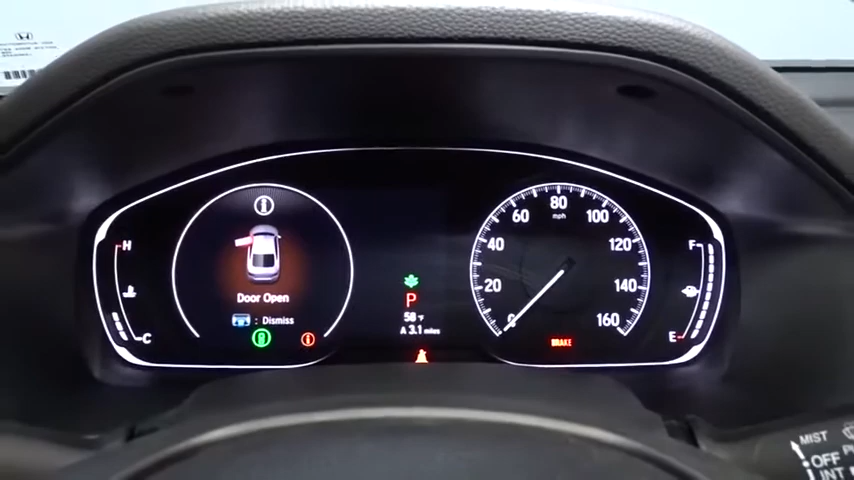 H
C
i
Door Open
: Dismiss
i
i
P
58 °F
A 3.1 miles
0
20
40
60
80
100
120
140
160
mph
BRAKE
F
E
MIST
OFF
INT